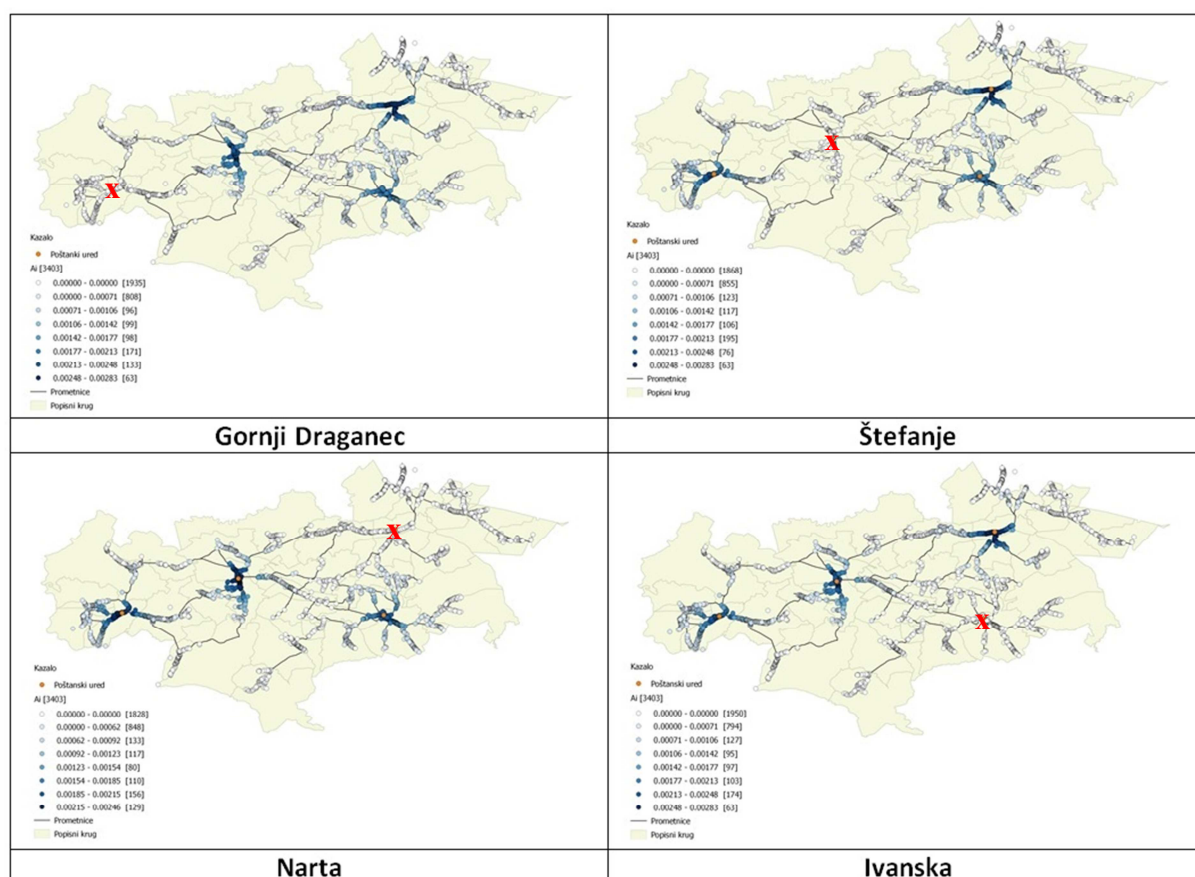 X
Kazalo
Poštanki ured
Ai [3403]
0.00000 - 0.00000 [1935]
0.00000 - 0.00071 [808]
0.00071 - 0.00106 [96]
0.00106 - 0.00142 [99]
0.00142 - 0.00177 [98]
0.00177 - 0.00213 [171]
0.00213 - 0.00248 [133]
0.00248 - 0.00283 [63]
Prometnice
Popisni krug
Gornji Draganec
X
Kazalo
Poštanski ured
Ai [3403]
0.00000 - 0.00000 [1868]
0.00000 - 0.00071 [855]
0.00071 - 0.00106 [123]
0.00106 - 0.00142 [117]
0.00142 - 0.00177 [106]
0.00177 - 0.00213 [195]
0.00213 - 0.00248 [76]
0.00248 - 0.00283 [63]
Prometnice
Popisni krug
Štefanje
X
Kazalo
Poštanski ured
Ai [3403]
0.00000 - 0.00000 [1828]
0.00000 - 0.00062 [848]
0.00062 - 0.00092 [133]
0.00092 - 0.00123 [117]
0.00123 - 0.00154 [80]
0.00154 - 0.00185 [110]
0.00185 - 0.00215 [156]
0.00215 - 0.00246 [129]
Prometnice
Popisni krug
Narta
X
Kazalo
Poštanski ured
Ai [3403]
0.00000 - 0.00000 [1950]
0.00000 - 0.00071 [794]
0.00071 - 0.00106 [127]
0.00106 - 0.00142 [95]
0.00142 - 0.00177 [97]
0.00177 - 0.00213 [103]
0.00213 - 0.00248 [174]
0.00248 - 0.00283 [63]
Prometnice
Popisni krug
Ivanska